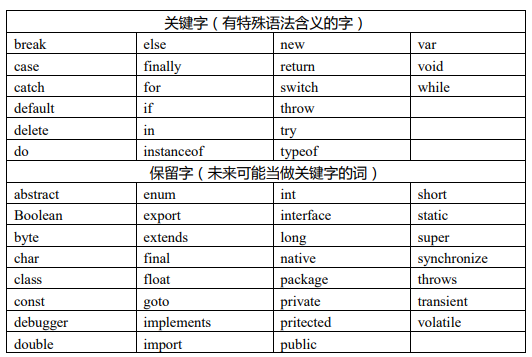 关键字（有特殊语法含义的字）
break else new var
case finally return void
catch for switch while
default if throw
delete in try
do instanceof typeof
保留字（未来可能当做关键字的词）
abstract enum int short
Boolean export interface static
byte extends long super
char final native synchronize
class float package throws
const goto private transient
debugger implements pritected volatile
double import public